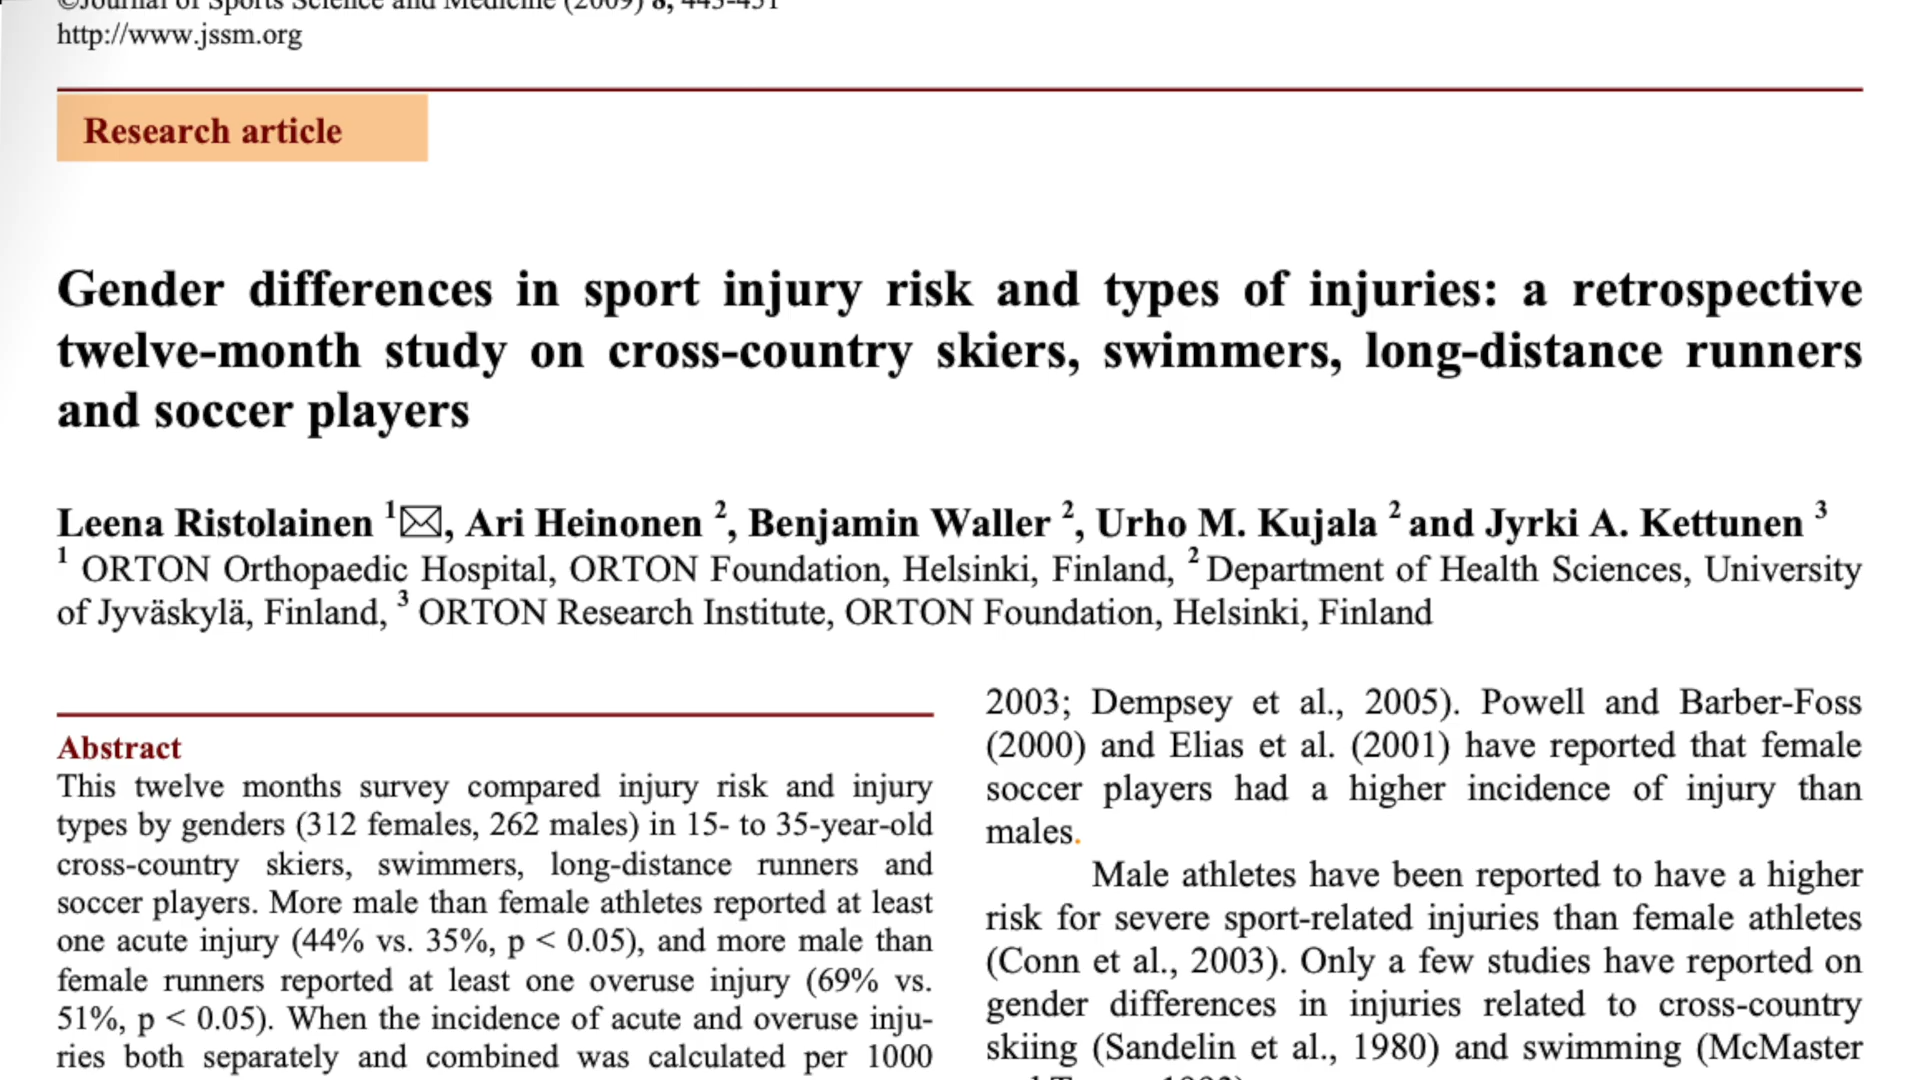 ©Journal of Sports Science and Medicine (2009) 8, 443-451
http://www.jssm.org
Research article
Gender differences in sport injury risk and types of injuries: a retrospective
twelve-month study on cross-country skiers, swimmers, long-distance runners
and soccer players
Leena Ristolainen ¹✉, Ari Heinonen ², Benjamin Waller ², Urho M. Kujala ² and Jyrki A. Kettunen ³
¹ ORTON Orthopaedic Hospital, ORTON Foundation, Helsinki, Finland, ² Department of Health Sciences, University
of Jyväskylä, Finland, ³ ORTON Research Institute, ORTON Foundation, Helsinki, Finland
Abstract
This twelve months survey compared injury risk and injury
types by genders (312 females, 262 males) in 15- to 35-year-old
cross-country skiers, swimmers, long-distance runners and
soccer players. More male than female athletes reported at least
one acute injury (44% vs. 35%, p < 0.05), and more male than
female runners reported at least one overuse injury (69% vs.
51%, p < 0.05). When the incidence of acute and overuse inju-
ries both separately and combined was calculated per 1000
2003; Dempsey et al., 2005). Powell and Barber-Foss
(2000) and Elias et al. (2001) have reported that female
soccer players had a higher incidence of injury than
males.
Male athletes have been reported to have a higher
risk for severe sport-related injuries than female athletes
(Conn et al., 2003). Only a few studies have reported on
gender differences in injuries related to cross-country
skiing (Sandelin et al., 1980) and swimming (McMaster